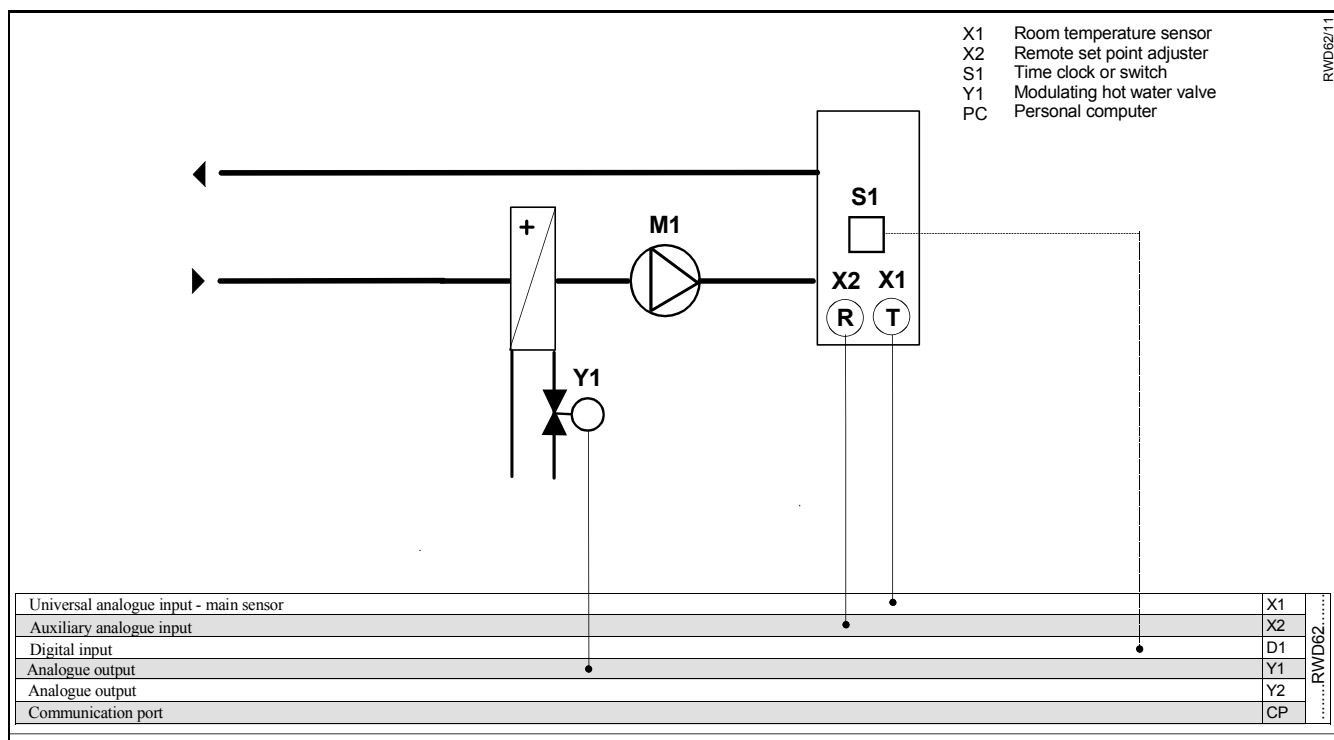 X1 Room temperature sensor
X2 Remote set point adjuster
S1 Time clock or switch
Y1 Modulating hot water valve
PC Personal computer
RWD62/11
S1
+
M1
X2 X1
R T
Y1
Universal analogue input - main sensor X1
Auxiliary analogue input X2
Digital input D1
Analogue output Y1
Analogue output Y2
Communication port CP
........RWD62.......